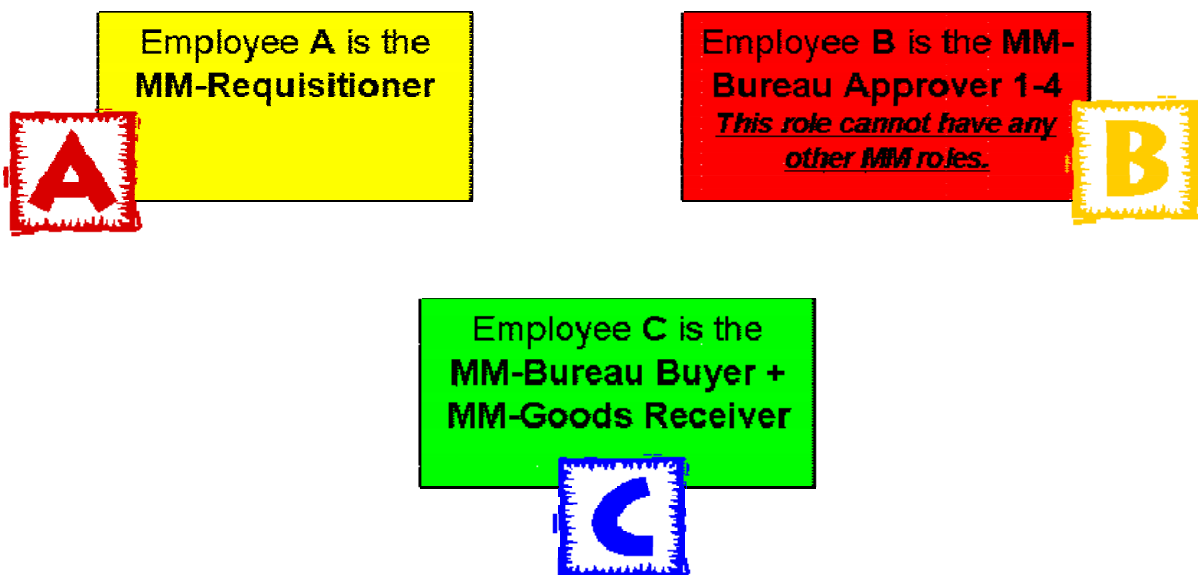 Employee A is the
MM-Requisitioner
A
Employee B is the MM-
Bureau Approver 1-4
This role cannot have any
other MM roles.
B
Employee C is the
MM-Bureau Buyer +
MM-Goods Receiver
C